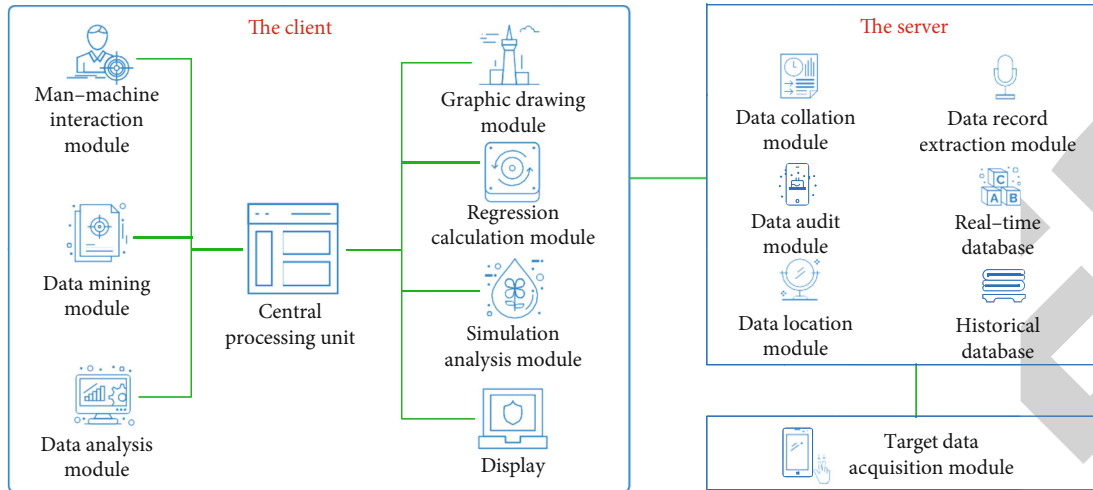 The client
Man–machine
interaction
module
Data mining
module
Data analysis
module
Central
processing unit
Graphic drawing
module
Regression
calculation module
Simulation
analysis module
Display
The server
Data collation
module
Data record
extraction module
Data audit
module
C
A B
Real–time
database
Data location
module
Historical
database
Target data
acquisition module